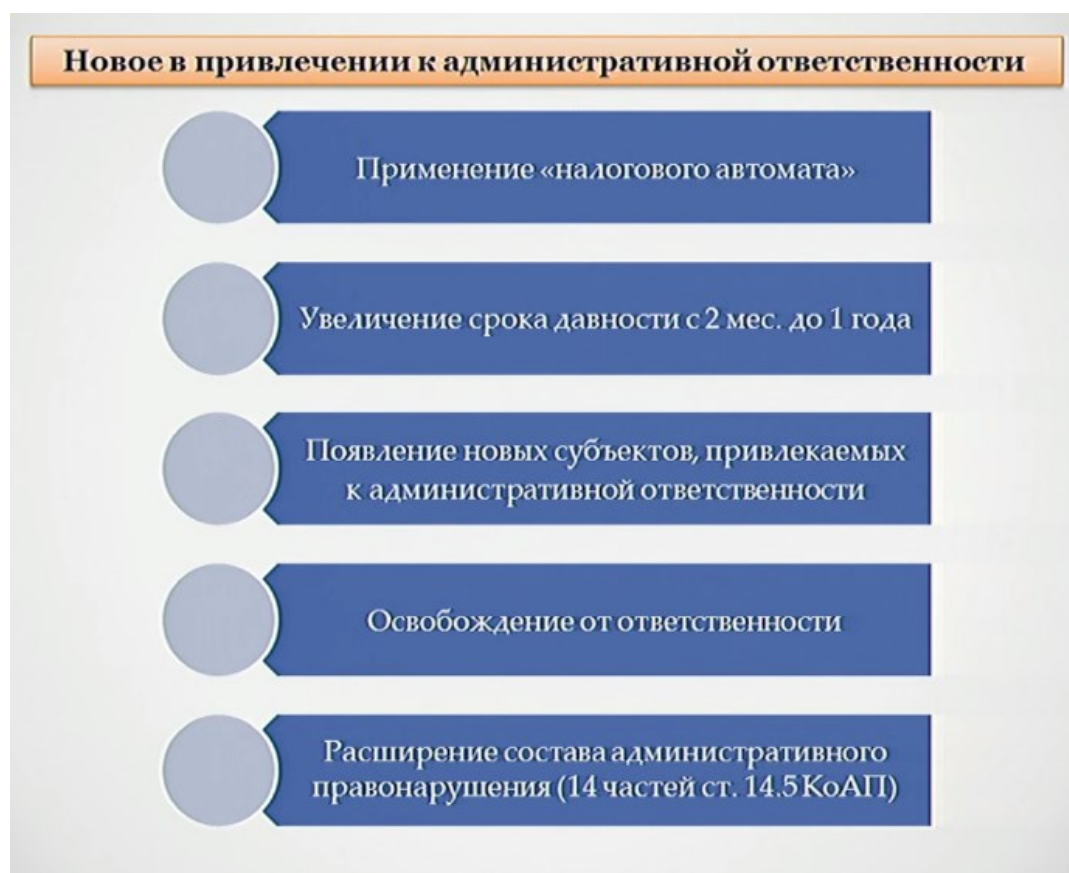 Новое в привлечении к административной ответственности
Применение «налогового автомата»
Увеличение срока давности с 2 мес. до 1 года
Появление новых субъектов, привлекаемых
к административной ответственности
Освобождение от ответственности
Расширение состава административного
правонарушения (14 частей ст. 14.5 КоАП)